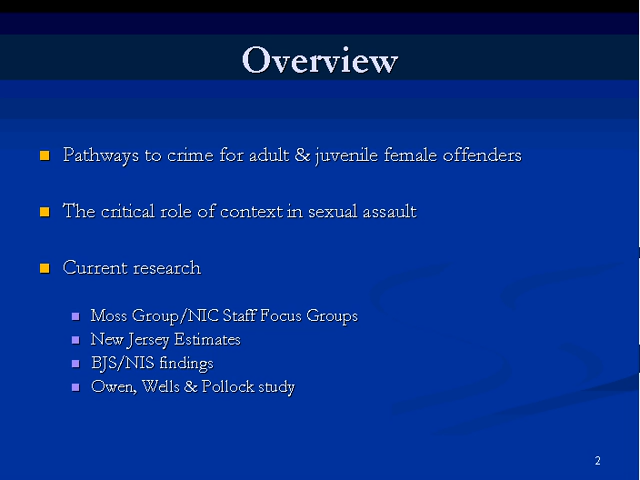 Overview
Pathways to crime for adult & juvenile female offenders
The critical role of context in sexual assault
Current research
Moss Group/NIC Staff Focus Groups
New Jersey Estimates
BJS/NIS findings
Owen, Wells & Pollock study
2